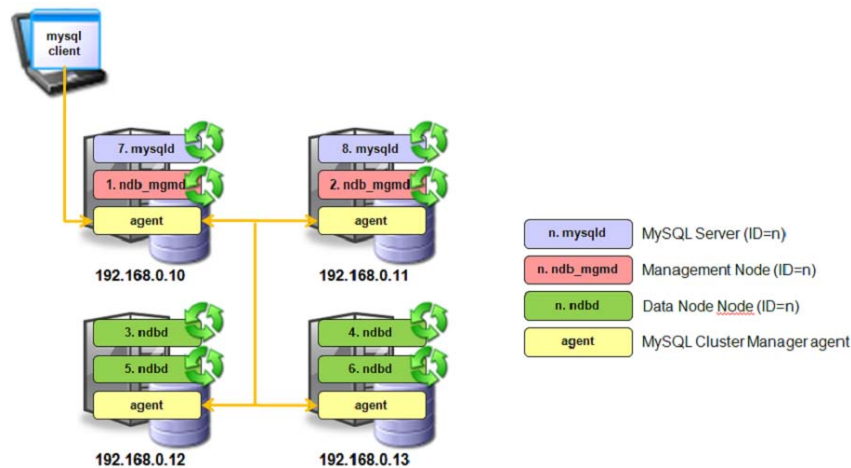 mysql
client
7. mysqld
1. ndb_mgmd
agent
192.168.0.10
8. mysqld
2. ndb_mgmd
agent
192.168.0.11
3. ndbd
5. ndbd
agent
192.168.0.12
4. ndbd
6. ndbd
agent
192.168.0.13
n. mysqld MySQL Server (ID=n)
n. ndb_mgmd Management Node (ID=n)
n. ndbd Data Node Node (ID=n)
agent MySQL Cluster Manager agent